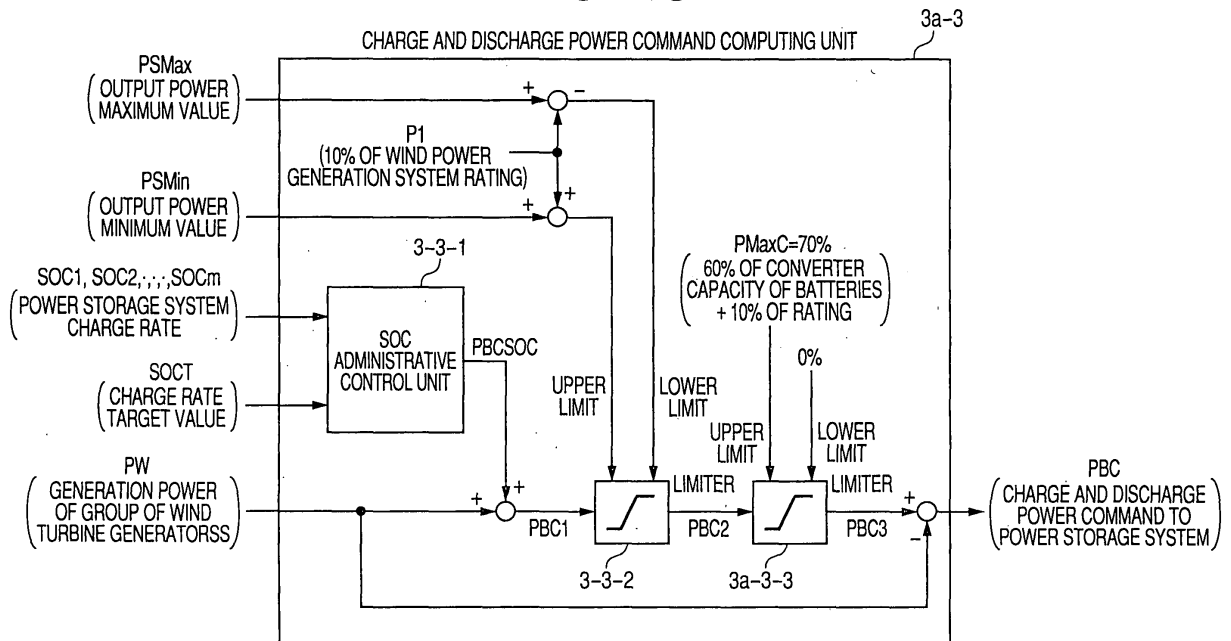 3a-3
CHARGE AND DISCHARGE POWER COMMAND COMPUTING UNIT
PSMax
(OUTPUT POWER
MAXIMUM VALUE)
+
−
P1
(10% OF WIND POWER
GENERATION SYSTEM RATING)
PSMin
(OUTPUT POWER
MINIMUM VALUE)
+
+
3-3-1
SOC1, SOC2,·,·,·,SOCm
(POWER STORAGE SYSTEM
CHARGE RATE)
SOC
ADMINISTRATIVE
CONTROL UNIT
PBCSOC
SOCT
(CHARGE RATE
TARGET VALUE)
PMaxC=70%
(60% OF CONVERTER
CAPACITY OF BATTERIES
+ 10% OF RATING)
0%
UPPER
LIMIT
LOWER
LIMIT
UPPER
LIMIT
LOWER
LIMIT
PW
(GENERATION POWER
OF GROUP OF WIND
TURBINE GENERATORSS)
+
+
PBC1
LIMITER
PBC2
LIMITER
PBC3
+
−
PBC
(CHARGE AND DISCHARGE
POWER COMMAND TO
POWER STORAGE SYSTEM)
3-3-2
3a-3-3